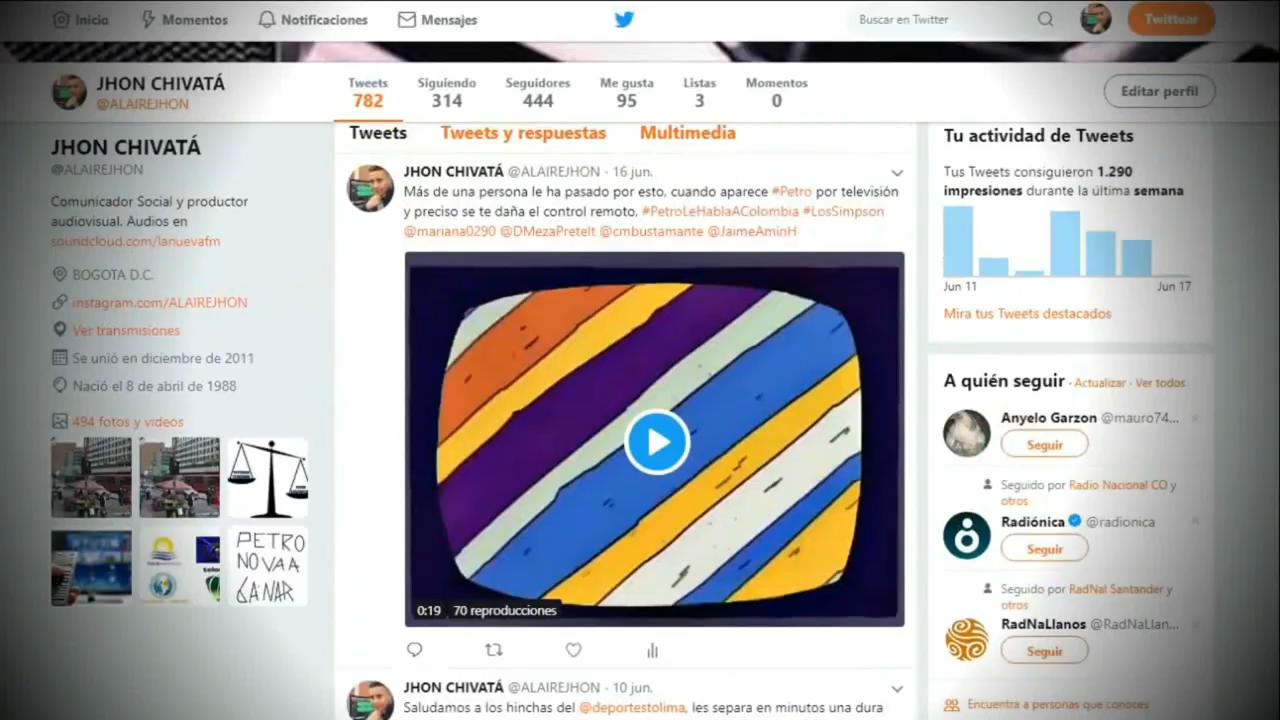 Inicio
Momentos
Notificaciones
Mensajes
Buscar en Twitter
Twittear
JHON CHIVATÁ
@ALAIREJHON
Tweets
782
Siguiendo
314
Seguidores
444
Me gusta
95
Listas
3
Momentos
0
Editar perfil
JHON CHIVATÁ
@ALAIREJHON
Comunicador Social y productor
audiovisual. Audios en
soundcloud.com/lanuevafm
BOGOTA D.C.
instagram.com/ALAIREJHON
Ver transmisiones
Se unió en diciembre de 2011
Nació el 8 de abril de 1988
494 fotos y videos
PETRO
NO VA A
GANAR
Tweets
Tweets y respuestas
Multimedia
JHON CHIVATÁ @ALAIREJHON · 16 jun.
Más de una persona le ha pasado por esto, cuando aparece #Petro por televisión
y preciso se te daña el control remoto, #PetroLeHablaAColombia #LosSimpson
@mariana0290 @DMezaPretelt @cmbustamante @JaimeAminH
0:19 70 reproducciones
JHON CHIVATÁ @ALAIREJHON · 10 jun.
Saludamos a los hinchas del @deportestolima, les separa en minutos una dura
Tu actividad de Tweets
Tus Tweets consiguieron 1.290
impresiones durante la última semana
Jun 11
Jun 17
Mira tus Tweets destacados
A quién seguir · Actualizar · Ver todos
Anyelo Garzon @mauro74...
Seguir
Seguido por Radio Nacional CO y
otros
Radiónica @radionica
Seguir
Seguido por RadNal Santander y
otros
RadNaLlanos @RadNaLlan...
Seguir
Encuentra a personas que conoces